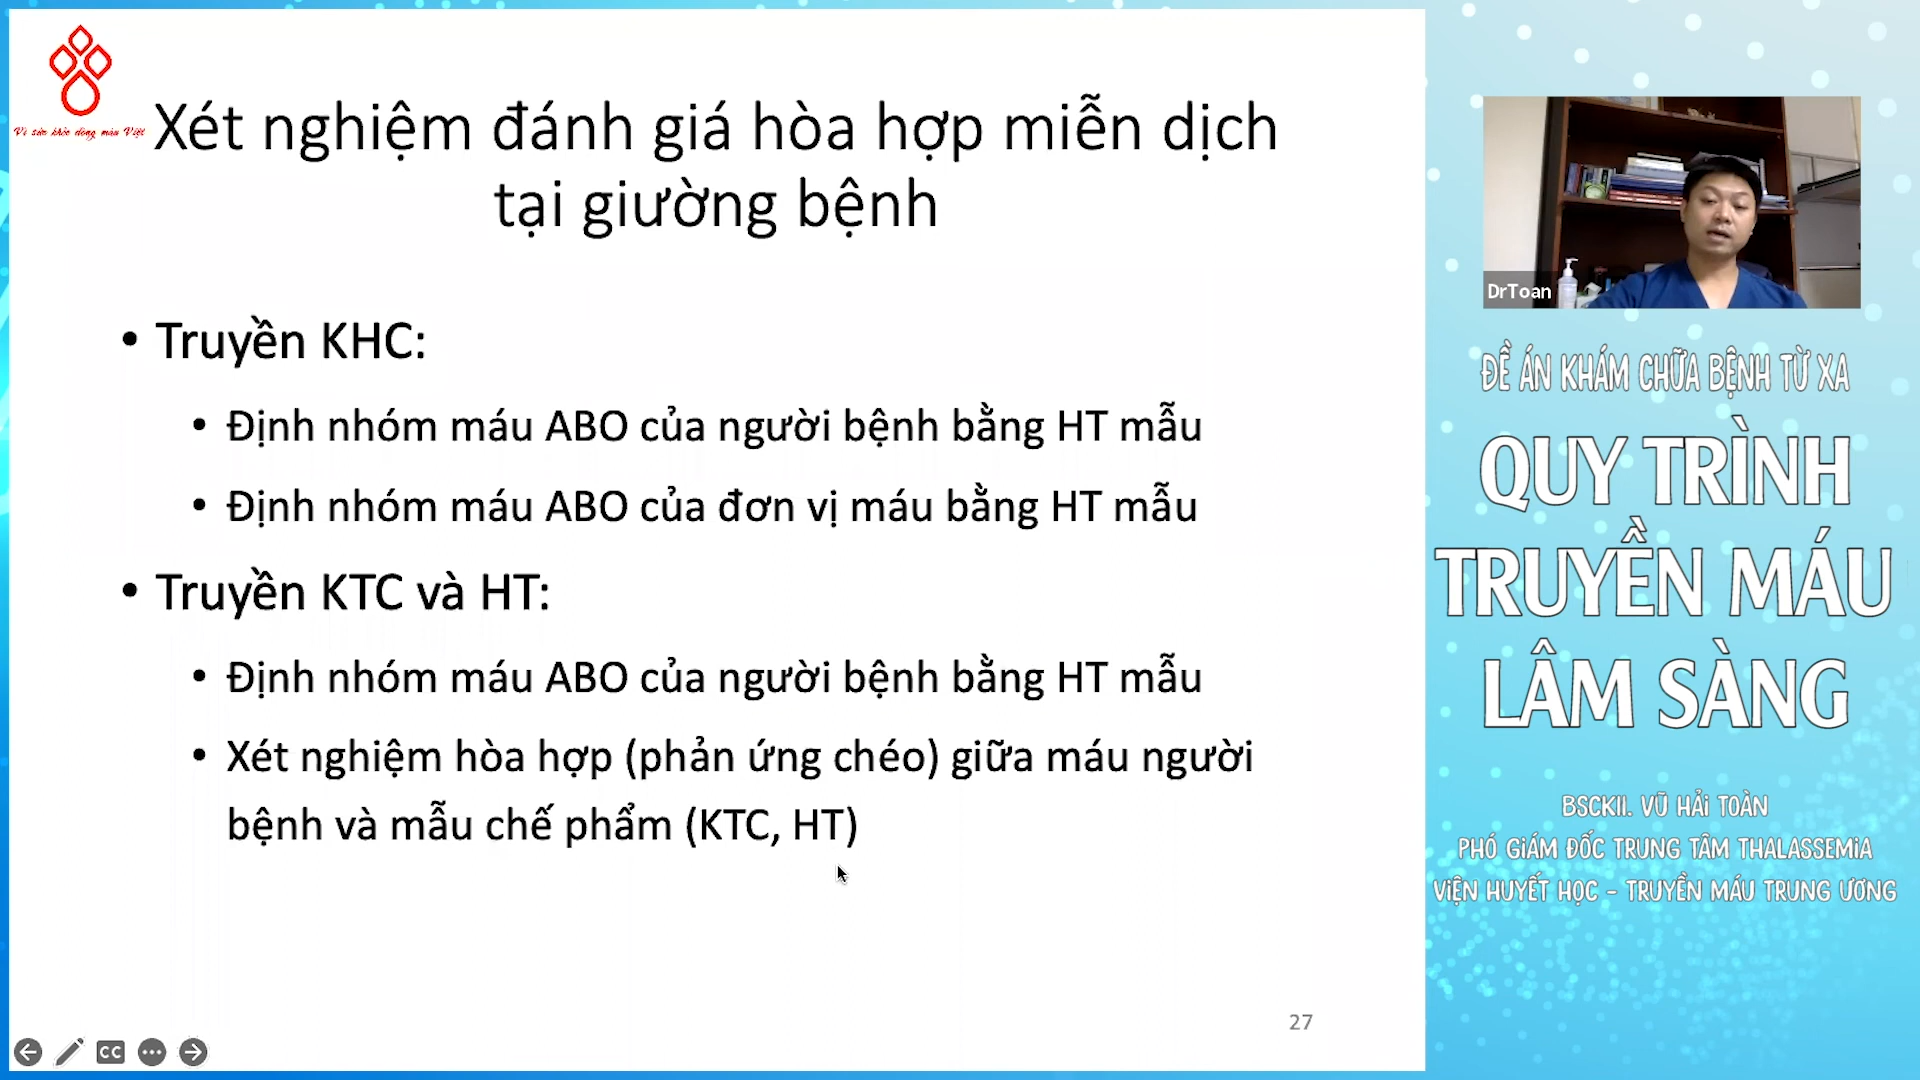 Vì sức khỏe dòng máu Việt
Xét nghiệm đánh giá hòa hợp miễn dịch
tại giường bệnh
• Truyền KHC:
• Định nhóm máu ABO của người bệnh bằng HT mẫu
• Định nhóm máu ABO của đơn vị máu bằng HT mẫu
• Truyền KTC và HT:
• Định nhóm máu ABO của người bệnh bằng HT mẫu
• Xét nghiệm hòa hợp (phản ứng chéo) giữa máu người
bệnh và mẫu chế phẩm (KTC, HT)
27
CC
DrToan
ĐỀ ÁN KHÁM CHỮA BỆNH TỪ XA
QUY TRÌNH
TRUYỀN MÁU
LÂM SÀNG
BSCKII. VŨ HẢI TOÀN
PHÓ GIÁM ĐỐC TRUNG TÂM THALASSEMIA
VIỆN HUYẾT HỌC - TRUYỀN MÁU TRUNG ƯƠNG